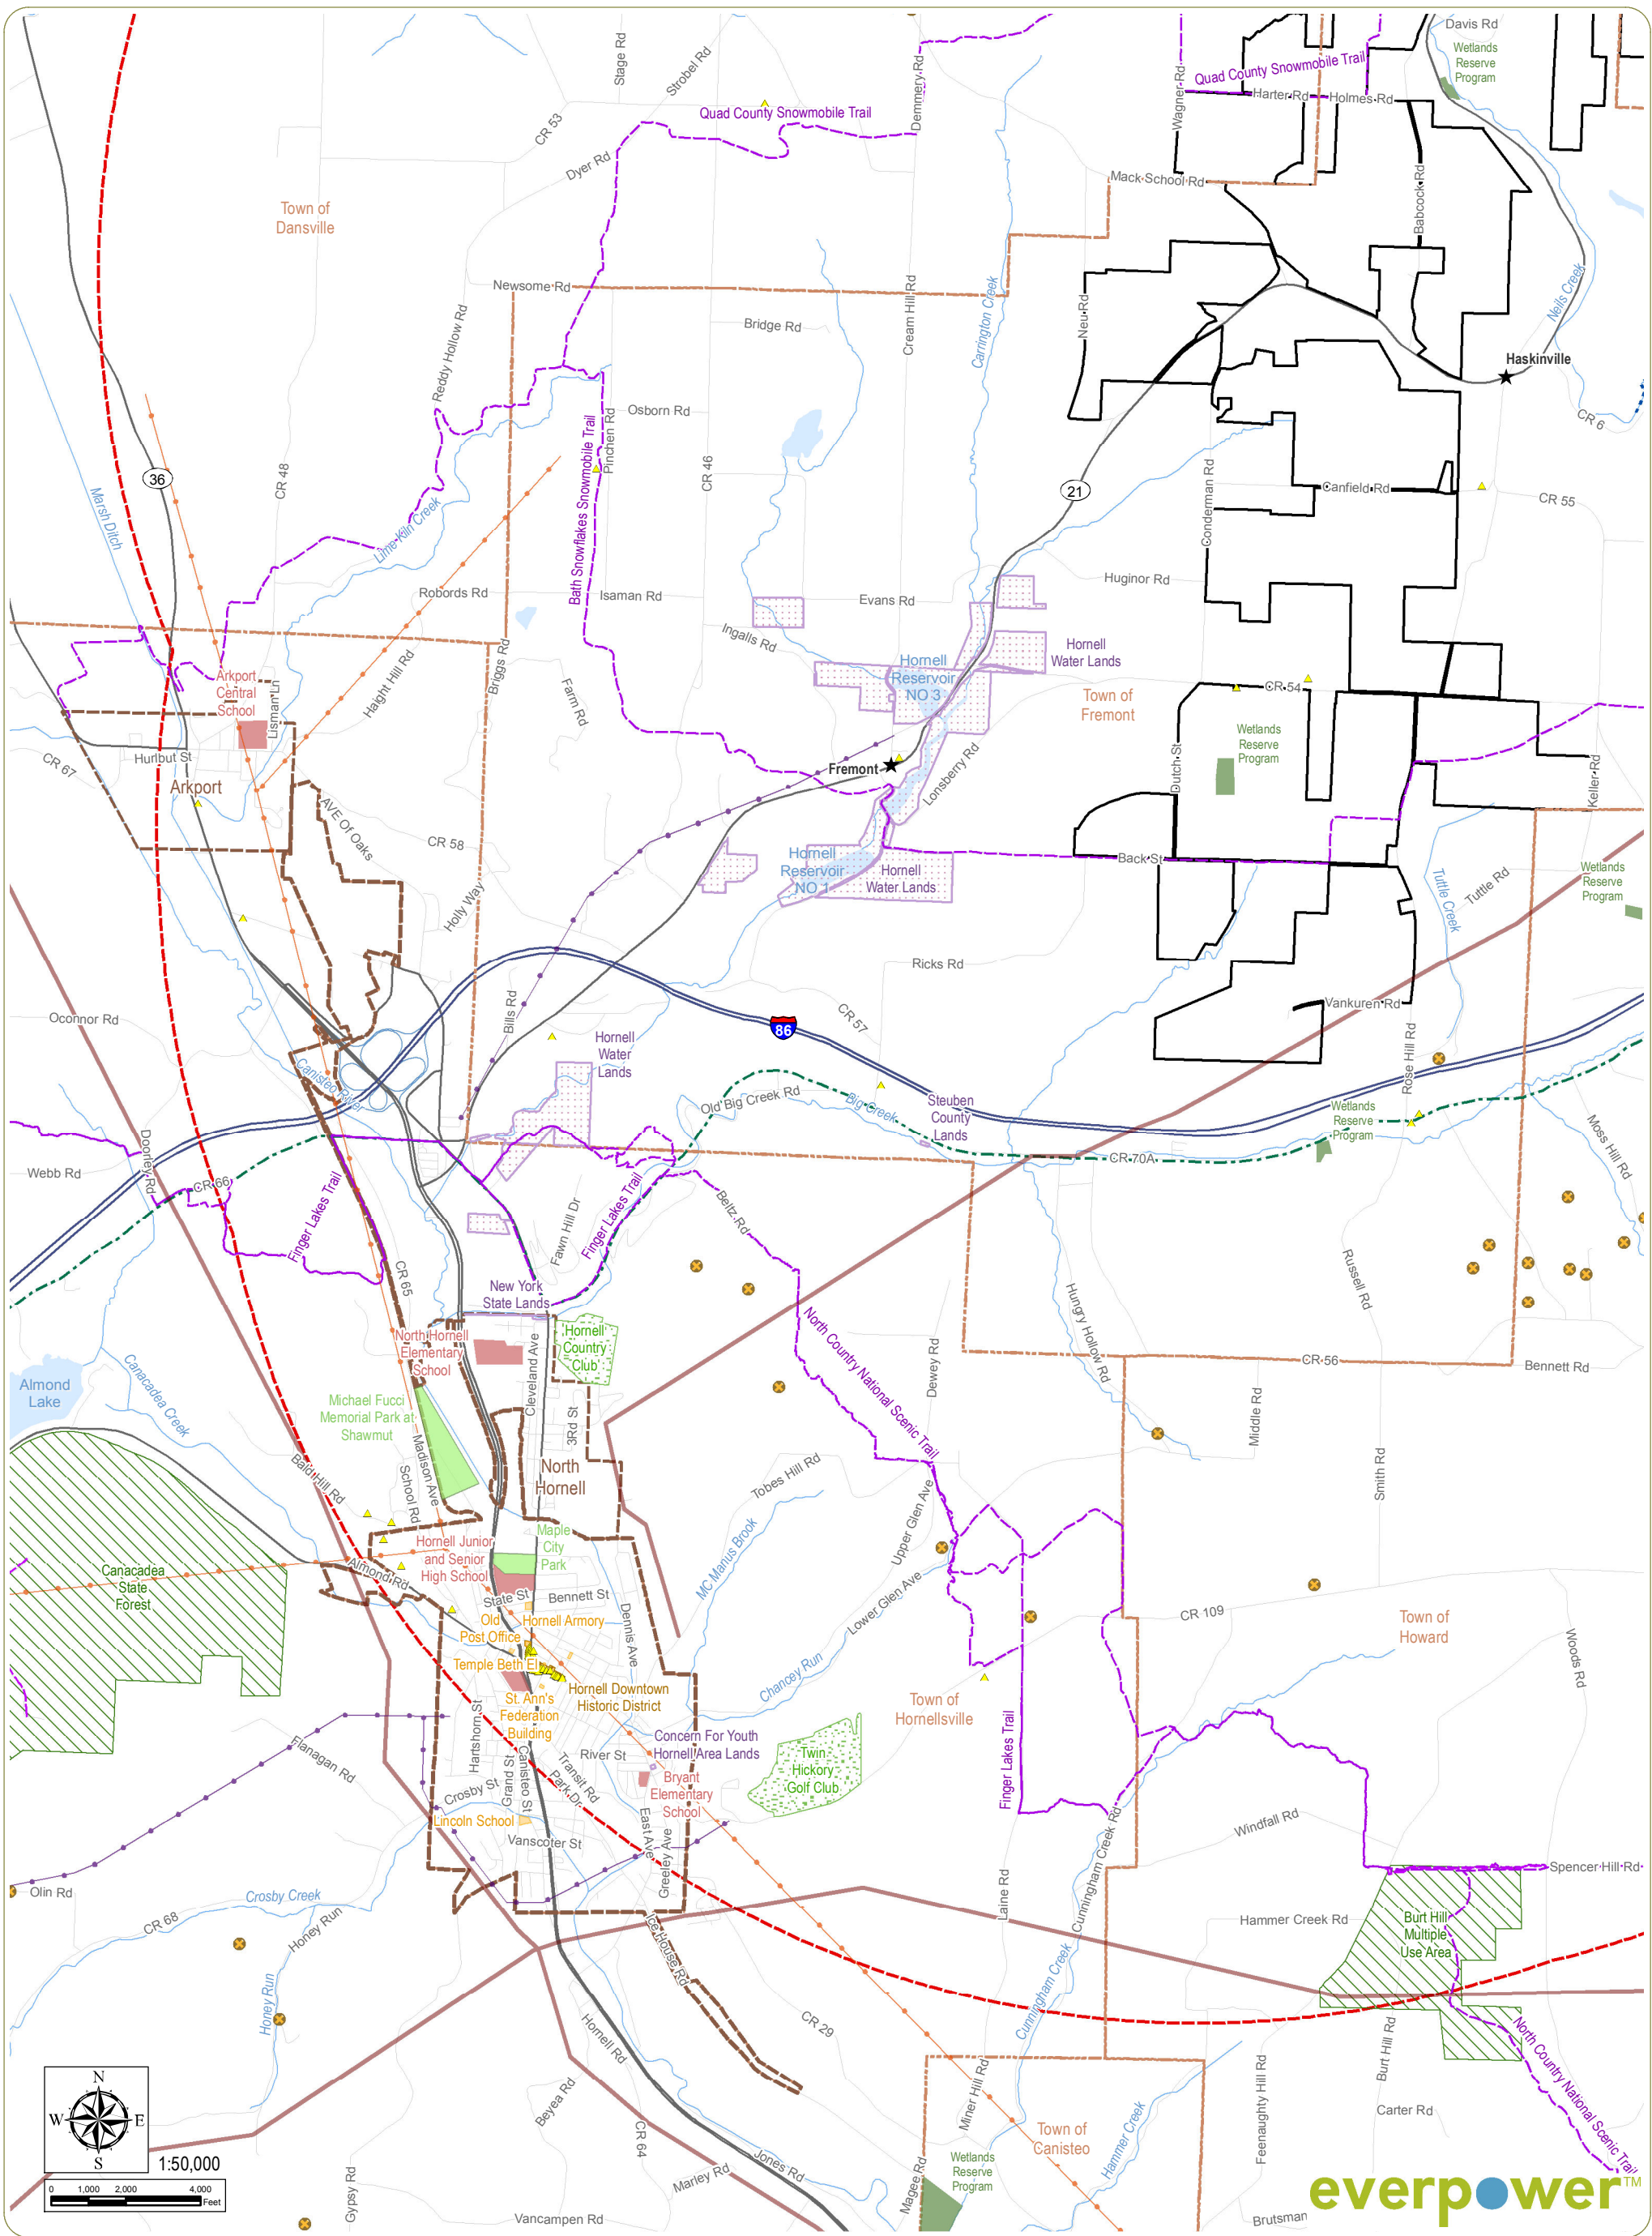 Davis Rd
Wetlands
Reserve
Program
Stage Rd
Strobel Rd
Demmery Rd
Wagner Rd
Quad County Snowmobile Trail
Harter Rd
Holmes Rd
Quad County Snowmobile Trail
CR 53
Dyer Rd
Mack School Rd
Babcock Rd
Town of
Dansville
Newsome Rd
Reddy Hollow Rd
Bridge Rd
Cream Hill Rd
Carrington Creek
Neu Rd
Neils Creek
Haskinville
CR 6
Osborn Rd
Pinchen Rd
Bath Snowflakes Snowmobile Trail
CR 46
36
CR 48
Marsh Ditch
Lime Kiln Creek
21
Conderman Rd
Canfield Rd
CR 55
Robords Rd
Isaman Rd
Evans Rd
Huginor Rd
Ingalls Rd
Hornell
Water Lands
Hornell
Reservoir
NO 3
Town of
Fremont
CR 54
Arkport
Central
School
Lisman Ln
Haight Hill Rd
Briggs Rd
Farm Rd
Hurlbut St
CR 67
Arkport
Fremont
Lonsberry Rd
Dutch St
Wetlands
Reserve
Program
Keller Rd
AVE Of Oaks
CR 58
Holly Way
Hornell
Reservoir
NO 1
Hornell
Water Lands
Back St
Tuttle Creek
Tuttle Rd
Wetlands
Reserve
Program
Ricks Rd
Oconnor Rd
Bills Rd
86
CR 57
Vankuren Rd
Rose Hill Rd
Canisteo River
Hornell
Water
Lands
Old Big Creek Rd
Big Creek
Steuben
County
Lands
Wetlands
Reserve
Program
Moss Hill Rd
Webb Rd
Doorley Rd
CR 66
CR 70A
Finger Lakes Trail
Fawn Hill Dr
Finger Lakes Trail
Beltz Rd
CR 65
New York
State Lands
Russell Rd
Hungry Hollow Rd
North Country National Scenic Trail
North Hornell
Elementary
School
Cleveland Ave
Hornell
Country
Club
Dewey Rd
CR 56
Bennett Rd
Almond
Lake
Canacadea Creek
Michael Fucci
Memorial Park at
Shawmut
3Rd St
Middle Rd
Bald Hill Rd
School Rd
Madison Ave
North
Hornell
Tobes Hill Rd
Smith Rd
Upper Glen Ave
Hornell Junior
and Senior
High School
Maple
City
Park
MC Manus Brook
Canacadea
State
Forest
Almond Rd
State St
Bennett St
Lower Glen Ave
Old
Post Office
Hornell Armory
Dennis Ave
CR 109
Town of
Howard
Woods Rd
Temple Beth El
Hornell Downtown
Historic District
Chancey Run
Town of
Hornellsville
St. Ann's
Federation
Building
Finger Lakes Trail
Flanagan Rd
Hartshorn St
Grand St
Canisteo St
Transit Rd
Park Dr
River St
Concern For Youth
Hornell Area Lands
Twin
Hickory
Golf Club
Crosby St
Bryant
Elementary
School
Lincoln School
Vanscoter St
East Ave
Greeley Ave
Windfall Rd
Cunningham Creek Rd
Spencer Hill Rd
Olin Rd
Crosby Creek
CR 68
Honey Run
Laine Rd
Hammer Creek Rd
Burt Hill
Multiple
Use Area
Ice House Rd
Honey Run
Hornell Rd
CR 29
Cunningham Creek
Burt Hill Rd
North Country National Scenic Trail
N
W
E
S
1:50,000
0 1,000 2,000 4,000
Feet
Beyea Rd
CR 64
Jones Rd
Marley Rd
Gypsy Rd
Vancampen Rd
Miner Hill Rd
Magee Rd
Wetlands
Reserve
Program
Town of
Canisteo
Hammer Creek
Feenaughty Hill Rd
Carter Rd
Brutsman
everpower™